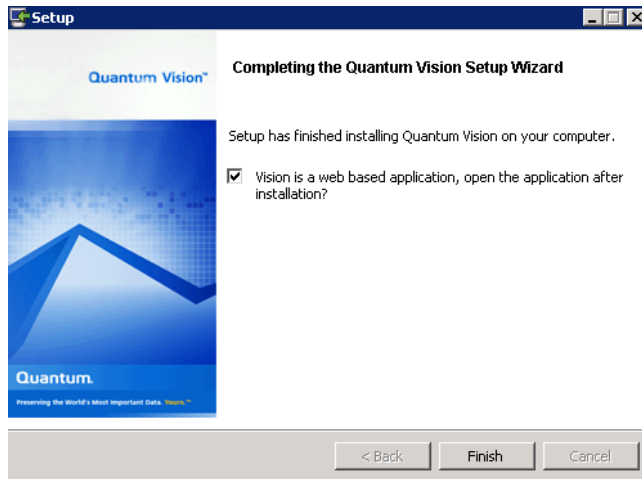 Setup
Quantum Vision™
Completing the Quantum Vision Setup Wizard
Setup has finished installing Quantum Vision on your computer.
Vision is a web based application, open the application after
installation?
Quantum.
Preserving the World's Most Important Data. Yours.™
< Back
Finish
Cancel